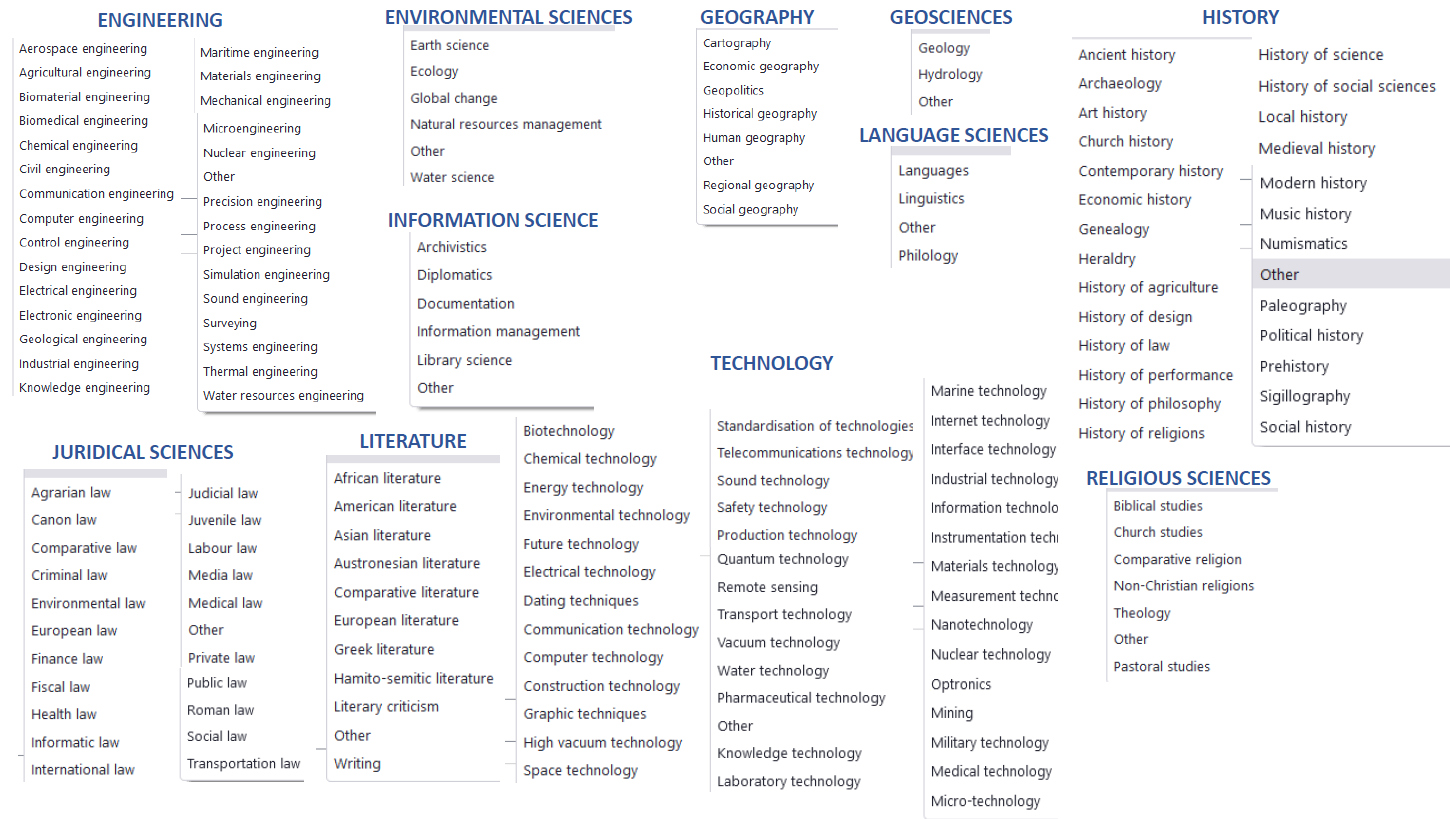 ENGINEERING
Aerospace engineering
Agricultural engineering
Biomaterial engineering
Biomedical engineering
Chemical engineering
Civil engineering
Communication engineering
Computer engineering
Control engineering
Design engineering
Electrical engineering
Electronic engineering
Geological engineering
Industrial engineering
Knowledge engineering
Maritime engineering
Materials engineering
Mechanical engineering
Microengineering
Nuclear engineering
Other
Precision engineering
Process engineering
Project engineering
Simulation engineering
Sound engineering
Surveying
Systems engineering
Thermal engineering
Water resources engineering
ENVIRONMENTAL SCIENCES
Earth science
Ecology
Global change
Natural resources management
Other
Water science
INFORMATION SCIENCE
Archivistics
Diplomatics
Documentation
Information management
Library science
Other
GEOGRAPHY
Cartography
Economic geography
Geopolitics
Historical geography
Human geography
Other
Regional geography
Social geography
GEOSCIENCES
Geology
Hydrology
Other
LANGUAGE SCIENCES
Languages
Linguistics
Other
Philology
HISTORY
Ancient history
Archaeology
Art history
Church history
Contemporary history
Economic history
Genealogy
Heraldry
History of agriculture
History of design
History of law
History of performance
History of philosophy
History of religions
History of science
History of social sciences
Local history
Medieval history
Modern history
Music history
Numismatics
Other
Paleography
Political history
Prehistory
Sigillography
Social history
JURIDICAL SCIENCES
Agrarian law
Canon law
Comparative law
Criminal law
Environmental law
European law
Finance law
Fiscal law
Health law
Informatic law
International law
Judicial law
Juvenile law
Labour law
Media law
Medical law
Other
Private law
Public law
Roman law
Social law
Transportation law
LITERATURE
African literature
American literature
Asian literature
Austronesian literature
Comparative literature
European literature
Greek literature
Hamito-semitic literature
Literary criticism
Other
Writing
TECHNOLOGY
Biotechnology
Chemical technology
Energy technology
Environmental technology
Future technology
Electrical technology
Dating techniques
Communication technology
Computer technology
Construction technology
Graphic techniques
High vacuum technology
Space technology
Standardisation of technologies
Telecommunications technology
Sound technology
Safety technology
Production technology
Quantum technology
Remote sensing
Transport technology
Vacuum technology
Water technology
Pharmaceutical technology
Other
Knowledge technology
Laboratory technology
Marine technology
Internet technology
Interface technology
Industrial technology
Information technolo
Instrumentation techn
Materials technology
Measurement techno
Nanotechnology
Nuclear technology
Optronics
Mining
Military technology
Medical technology
Micro-technology
RELIGIOUS SCIENCES
Biblical studies
Church studies
Comparative religion
Non-Christian religions
Theology
Other
Pastoral studies